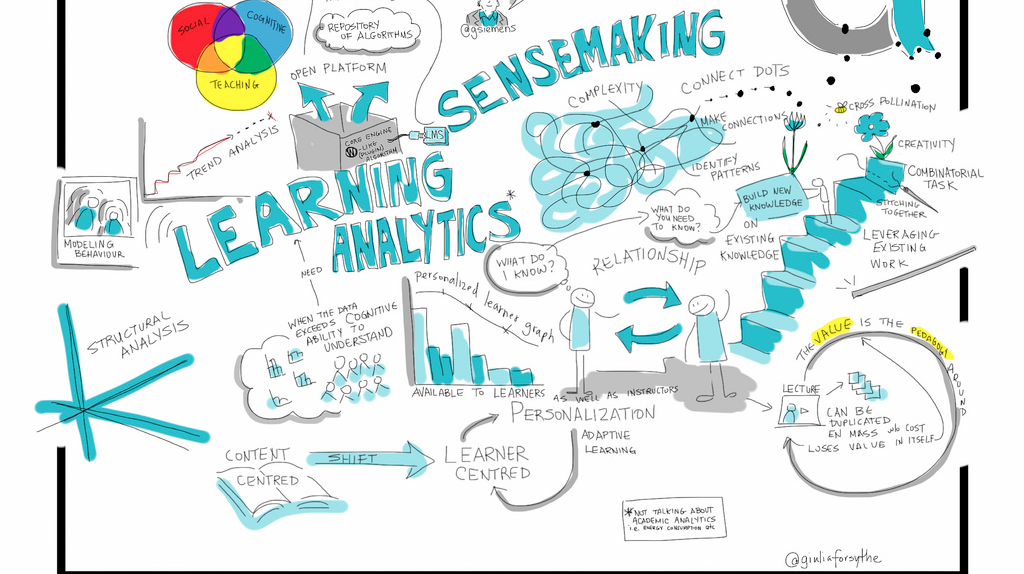 SOCIAL
COGNITIVE
TEACHING
REPOSITORY
OF ALGORITHMS
@gsiemens
OPEN PLATFORM
SENSEMAKING
CORE ENGINE
- LIKE
(PLUGIN)
ALGORITHM
LMS
TREND ANALYSIS
LEARNING
ANALYTICS*
MODELING
BEHAVIOUR
COMPLEXITY
CONNECT DOTS
MAKE
CONNECTIONS
IDENTIFY
PATTERNS
CROSS POLLINATION
CREATIVITY
COMBINATORIAL
TASK
STITCHING
TOGETHER
LEVERAGING
EXISTING
WORK
BUILD NEW
KNOWLEDGE
ON
EXISTING
KNOWLEDGE
WHAT DO
YOU NEED
TO KNOW?
WHAT DO
I KNOW?
RELATIONSHIP
NEED
WHEN THE DATA
EXCEEDS COGNITIVE
ABILITY TO
UNDERSTAND
STRUCTURAL
ANALYSIS
Personalized learner graph
AVAILABLE TO LEARNERS
AS WELL AS INSTRUCTORS
PERSONALIZATION
ADAPTIVE
LEARNING
CONTENT
CENTRED
SHIFT
LEARNER
CENTRED
THE VALUE IS THE PEDAGOGY AROUND
LECTURE
CAN BE
DUPLICATED
EN MASS w/o COST
LOSES VALUE IN ITSELF
*NOT TALKING ABOUT
ACADEMIC ANALYTICS
i.e. ENERGY CONSUMPTION etc
@giuliaforsythe